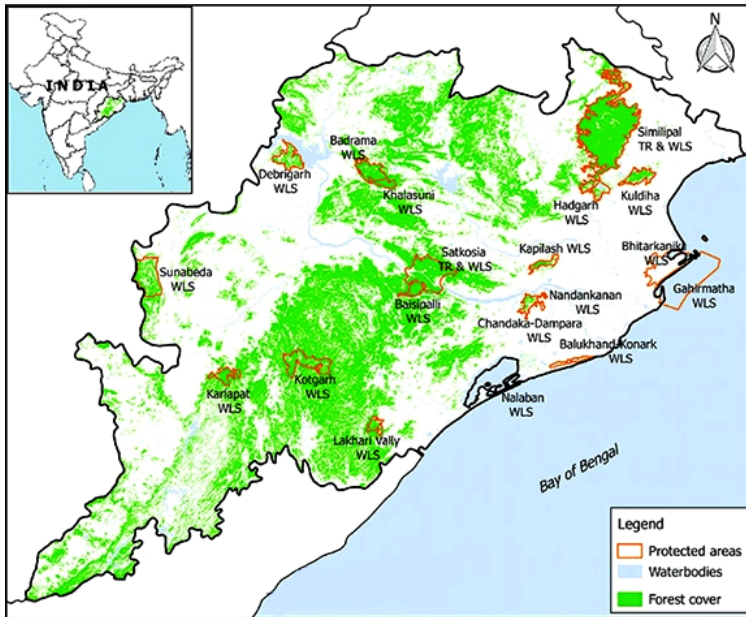 INDIA
N
Badrama
WLS
Debrigarh
WLS
Khalasuni
WLS
Similipal
TR & WLS
Hadgarh
WLS
Kuldiha
WLS
Sunabeda
WLS
Satkosia
TR & WLS
Baisipalli
WLS
Kapilash WLS
Bhitarkanika
WLS
Gahirmatha
WLS
Nandankanan
WLS
Chandaka-Dampara
WLS
Balukhand-Konark
WLS
Nalaban
WLS
Karlapat
WLS
Kotgarh
WLS
Lakhari Vally
WLS
Bay of Bengal
Legend
Protected areas
Waterbodies
Forest cover